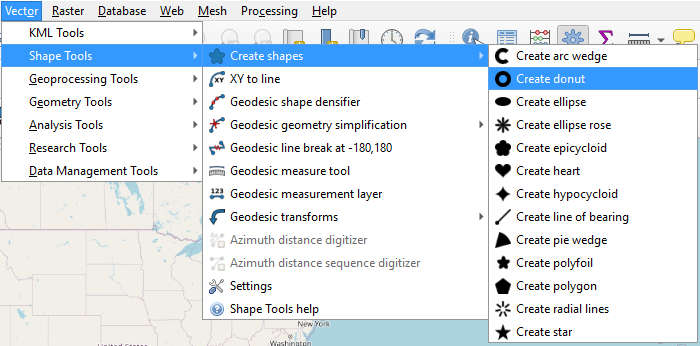 Vector Raster Database Web Mesh Processing Help
KML Tools
Shape Tools
Geoprocessing Tools
Geometry Tools
Analysis Tools
Research Tools
Data Management Tools
Create shapes
XY to line
Geodesic shape densifier
Geodesic geometry simplification
Geodesic line break at -180,180
Geodesic measure tool
Geodesic measurement layer
Geodesic transforms
Azimuth distance digitizer
Azimuth distance sequence digitizer
Settings
Shape Tools help
Create arc wedge
Create donut
Create ellipse
Create ellipse rose
Create epicycloid
Create heart
Create hypocycloid
Create line of bearing
Create pie wedge
Create polyfoil
Create polygon
Create radial lines
Create star
New York
Washington